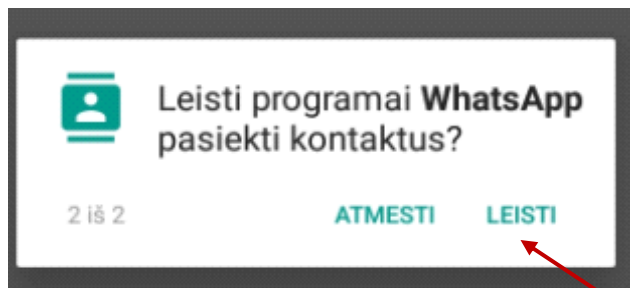 Leisti programai WhatsApp
pasiekti kontaktus?
2 iš 2 ATMESTI LEISTI